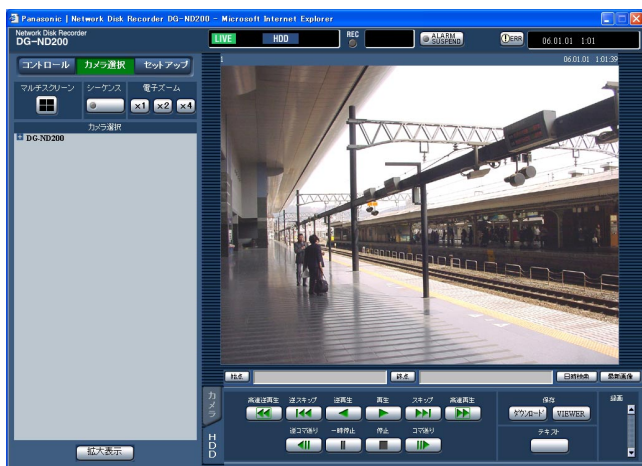 Panasonic | Network Disk Recorder DG-ND200 - Microsoft Internet Explorer
Network Disk Recorder
DG-ND200
LIVE
HDD
REC
ALARM
SUSPEND
ERR
06.01.01 1:01
コントロール
カメラ選択
セットアップ
マルチスクリーン
シーケンス
電子ズーム
x1
x2
x4
カメラ選択
DG-ND200
拡大表示
1
06.01.01 1:01:39
始点
終点
日時検索
最新画像
カメラ
HDD
高速逆再生
逆スキップ
逆再生
再生
スキップ
高速再生
逆コマ送り
一時停止
停止
コマ送り
保存
ダウンロード
VIEWER
テキスト
録画